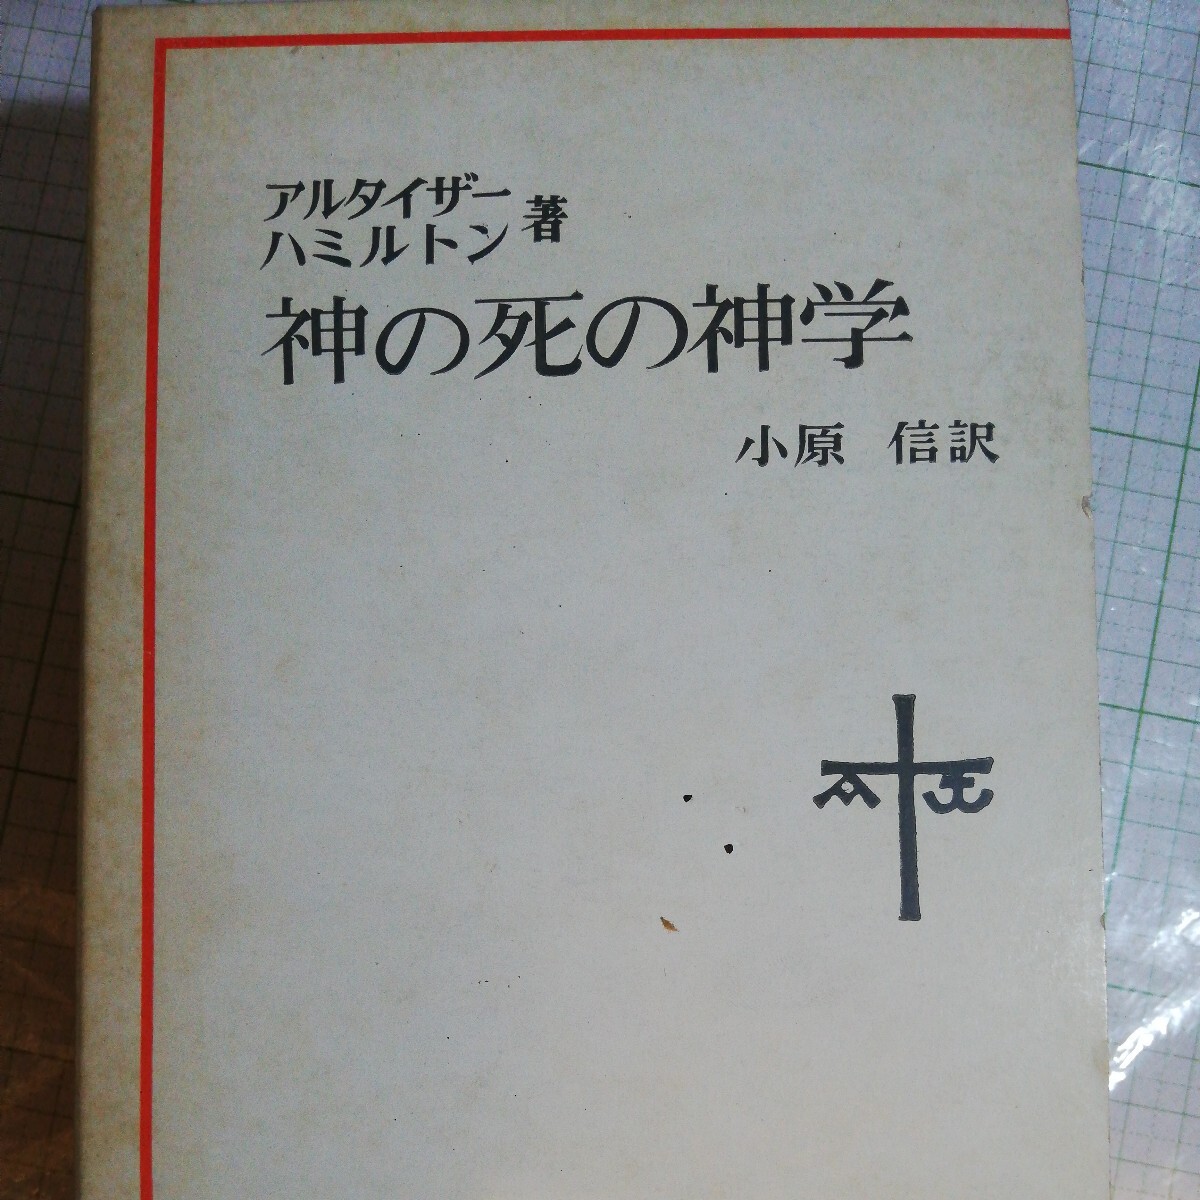 アルタイザー
ハミルトン 著
神の死の神学
小原 信訳